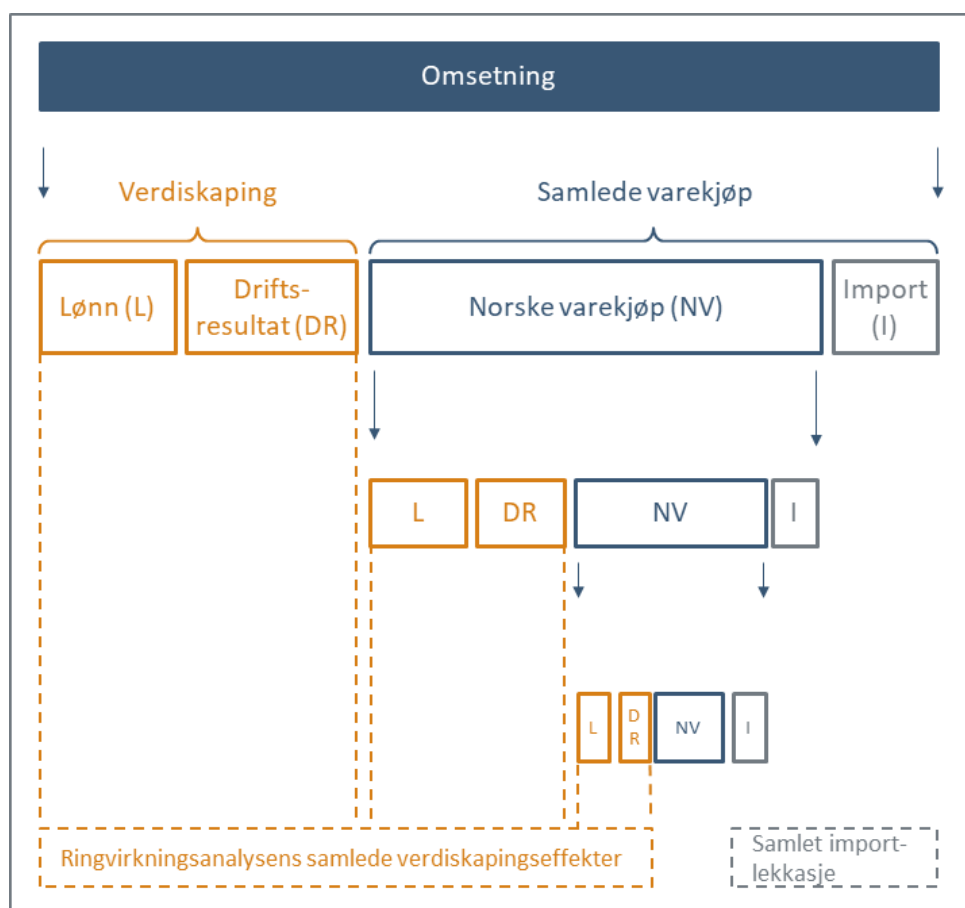 Omsetning
Verdiskaping
Samlede varekjøp
Lønn (L)
Drifts-
resultat (DR)
Norske varekjøp (NV)
Import
(I)
L
DR
NV
I
L
D
R
NV
I
Ringvirkningsanalysens samlede verdiskapingseffekter
Samlet import-
lekkasje